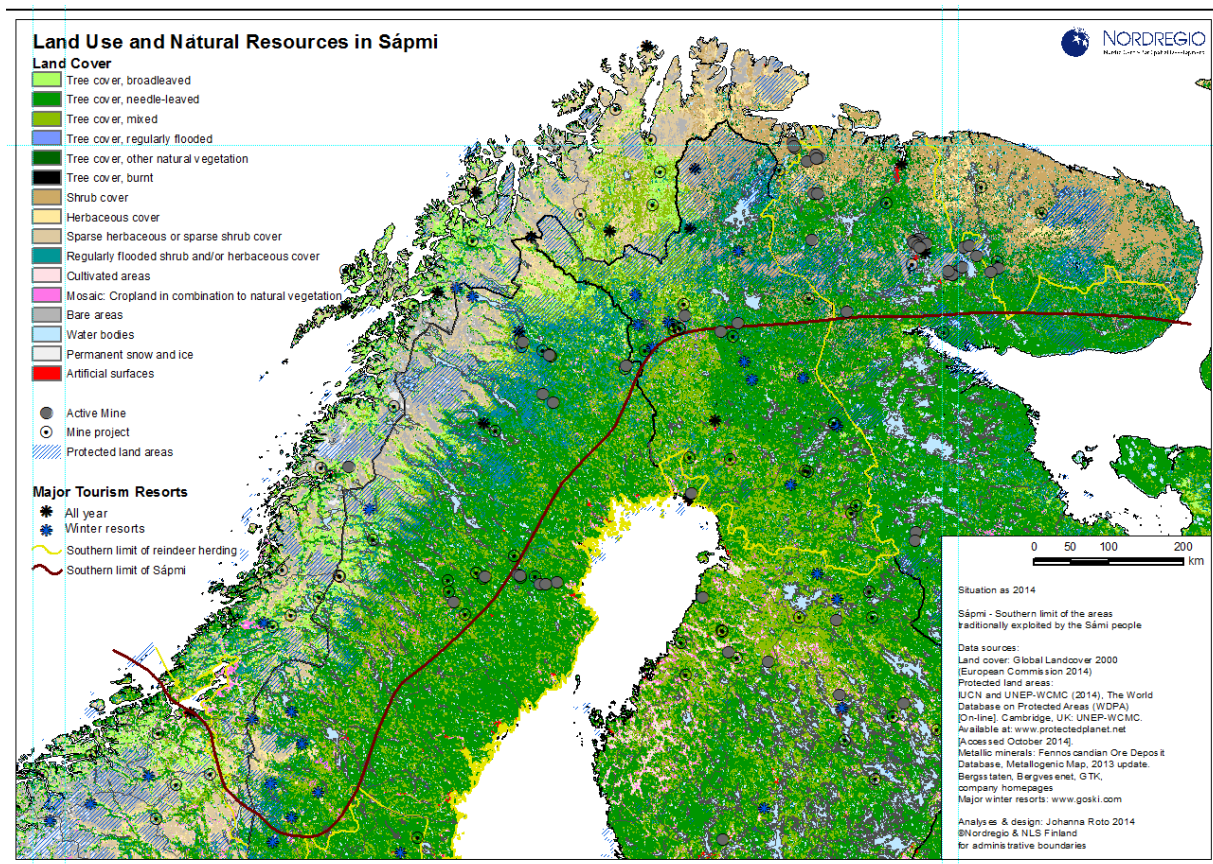 Land Use and Natural Resources in Sápmi
Land Cover
Tree cover, broadleaved
Tree cover, needle-leaved
Tree cover, mixed
Tree cover, regularly flooded
Tree cover, other natural vegetation
Tree cover, burnt
Shrub cover
Herbaceous cover
Sparse herbaceous or sparse shrub cover
Regularly flooded shrub and/or herbaceous cover
Cultivated areas
Mosaic: Cropland in combination to natural vegetation
Bare areas
Water bodies
Permanent snow and ice
Artificial surfaces
Active Mine
Mine project
Protected land areas
Major Tourism Resorts
All year
Winter resorts
Southern limit of reindeer herding
Southern limit of Sápmi
NORDREGIO
Nordic Centre for Spatial Development
0 50 100 200
km
Situation as 2014
Sápmi - Southern limit of the areas
traditionally exploited by the Sámi people
Data sources:
Land cover: Global Landcover 2000
(European Commission 2014)
Protected land areas:
IUCN and UNEP-WCMC (2014), The World
Database on Protected Areas (WDPA)
[On-line]. Cambridge, UK: UNEP-WCMC.
Available at: www.protectedplanet.net
[Accessed October 2014].
Metallic minerals: Fennoscandian Ore Deposit
Database, Metallogenic Map, 2013 update.
Bergsstaten, Bergvesenet, GTK,
company homepages
Major winter resorts: www.goski.com
Analyses & design: Johanna Roto 2014
©Nordregio & NLS Finland
for administrative boundaries